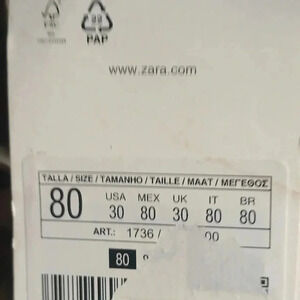 22
PAP
www.zara.com
TALLA / SIZE / TAMANHO / TAILLE / MAAT / ΜΕΓΕΘΟΣ
80
USA MEX UK IT BR
30 80 30 80 80
ART.: 1736 / 00
80